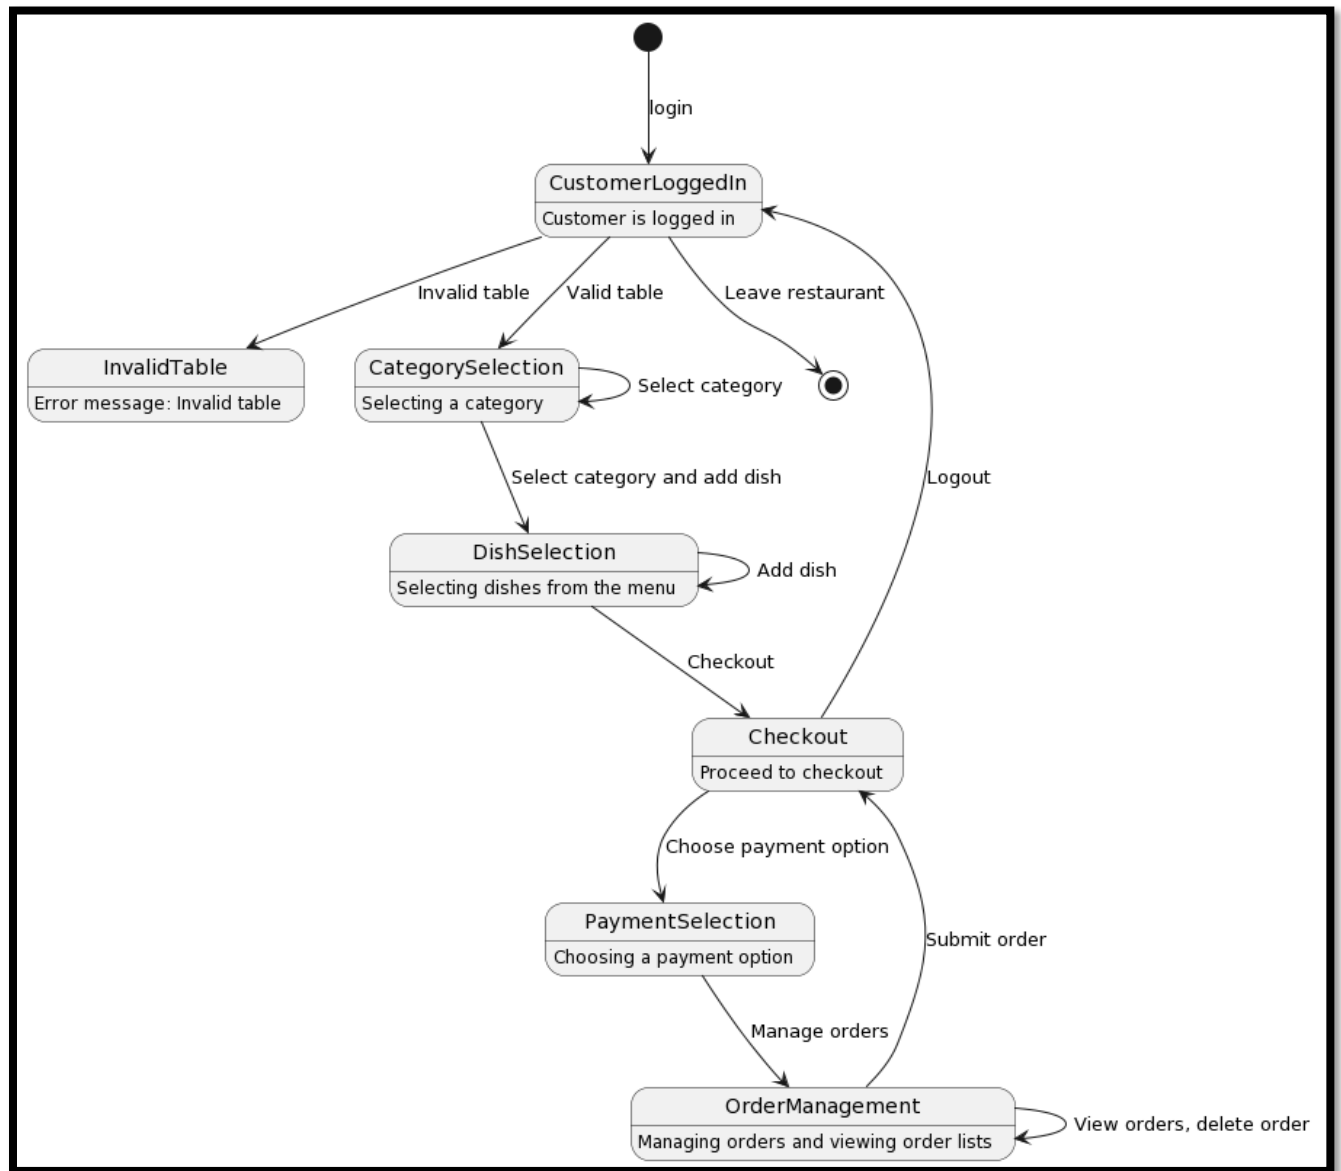 login
CustomerLoggedIn
Customer is logged in
Invalid table
Valid table
Leave restaurant
InvalidTable
Error message: Invalid table
CategorySelection
Selecting a category
Select category
Select category and add dish
Logout
DishSelection
Selecting dishes from the menu
Add dish
Checkout
Checkout
Proceed to checkout
Choose payment option
PaymentSelection
Choosing a payment option
Submit order
Manage orders
OrderManagement
Managing orders and viewing order lists
View orders, delete order